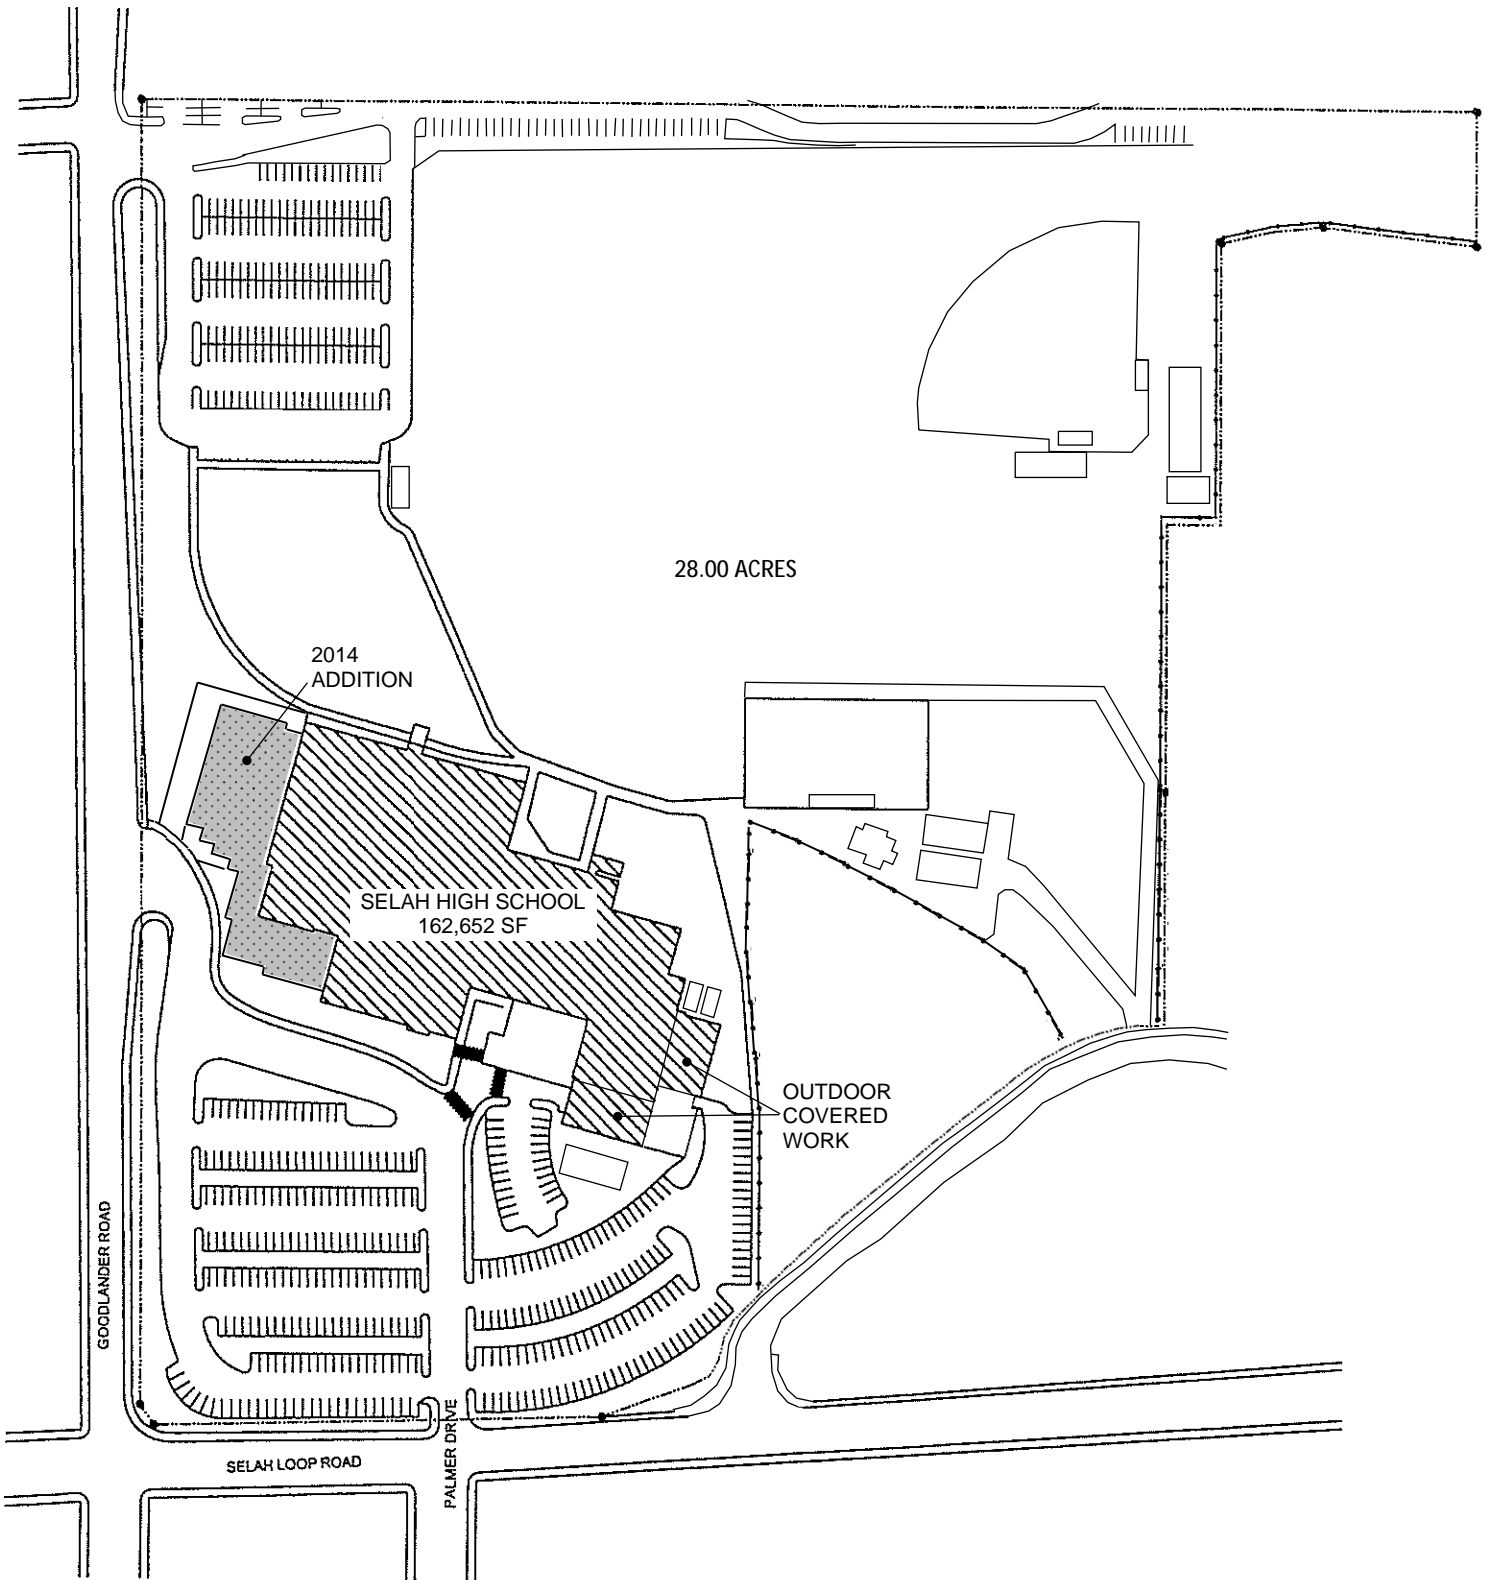 28.00 ACRES
2014
ADDITION
SELAH HIGH SCHOOL
162,652 SF
OUTDOOR
COVERED
WORK
GOODLANDER ROAD
PALMER DRIVE
SELAH LOOP ROAD